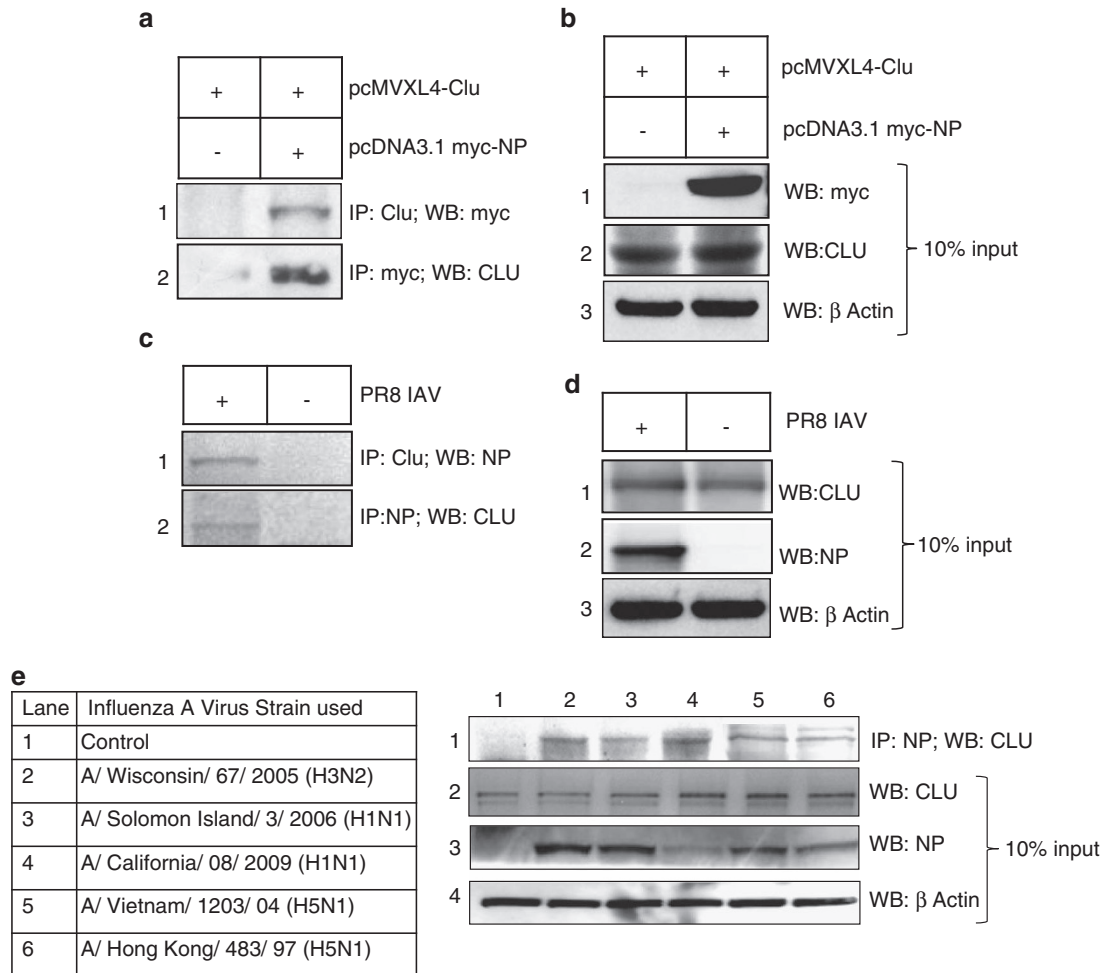 a
+ + pcMVXL4-Clu
- + pcDNA3.1 myc-NP
1 IP: Clu; WB: myc
2 IP: myc; WB: CLU
b
+ + pcMVXL4-Clu
- + pcDNA3.1 myc-NP
1 WB: myc
2 WB:CLU
3 WB: β Actin
10% input
c
+ - PR8 IAV
1 IP: Clu; WB: NP
2 IP:NP; WB: CLU
d
+ - PR8 IAV
1 WB:CLU
2 WB:NP
3 WB: β Actin
10% input
e
Lane Influenza A Virus Strain used
1 Control
2 A/ Wisconsin/ 67/ 2005 (H3N2)
3 A/ Solomon Island/ 3/ 2006 (H1N1)
4 A/ California/ 08/ 2009 (H1N1)
5 A/ Vietnam/ 1203/ 04 (H5N1)
6 A/ Hong Kong/ 483/ 97 (H5N1)
1 2 3 4 5 6
1 IP: NP; WB: CLU
2 WB: CLU
3 WB: NP
4 WB: β Actin
10% input